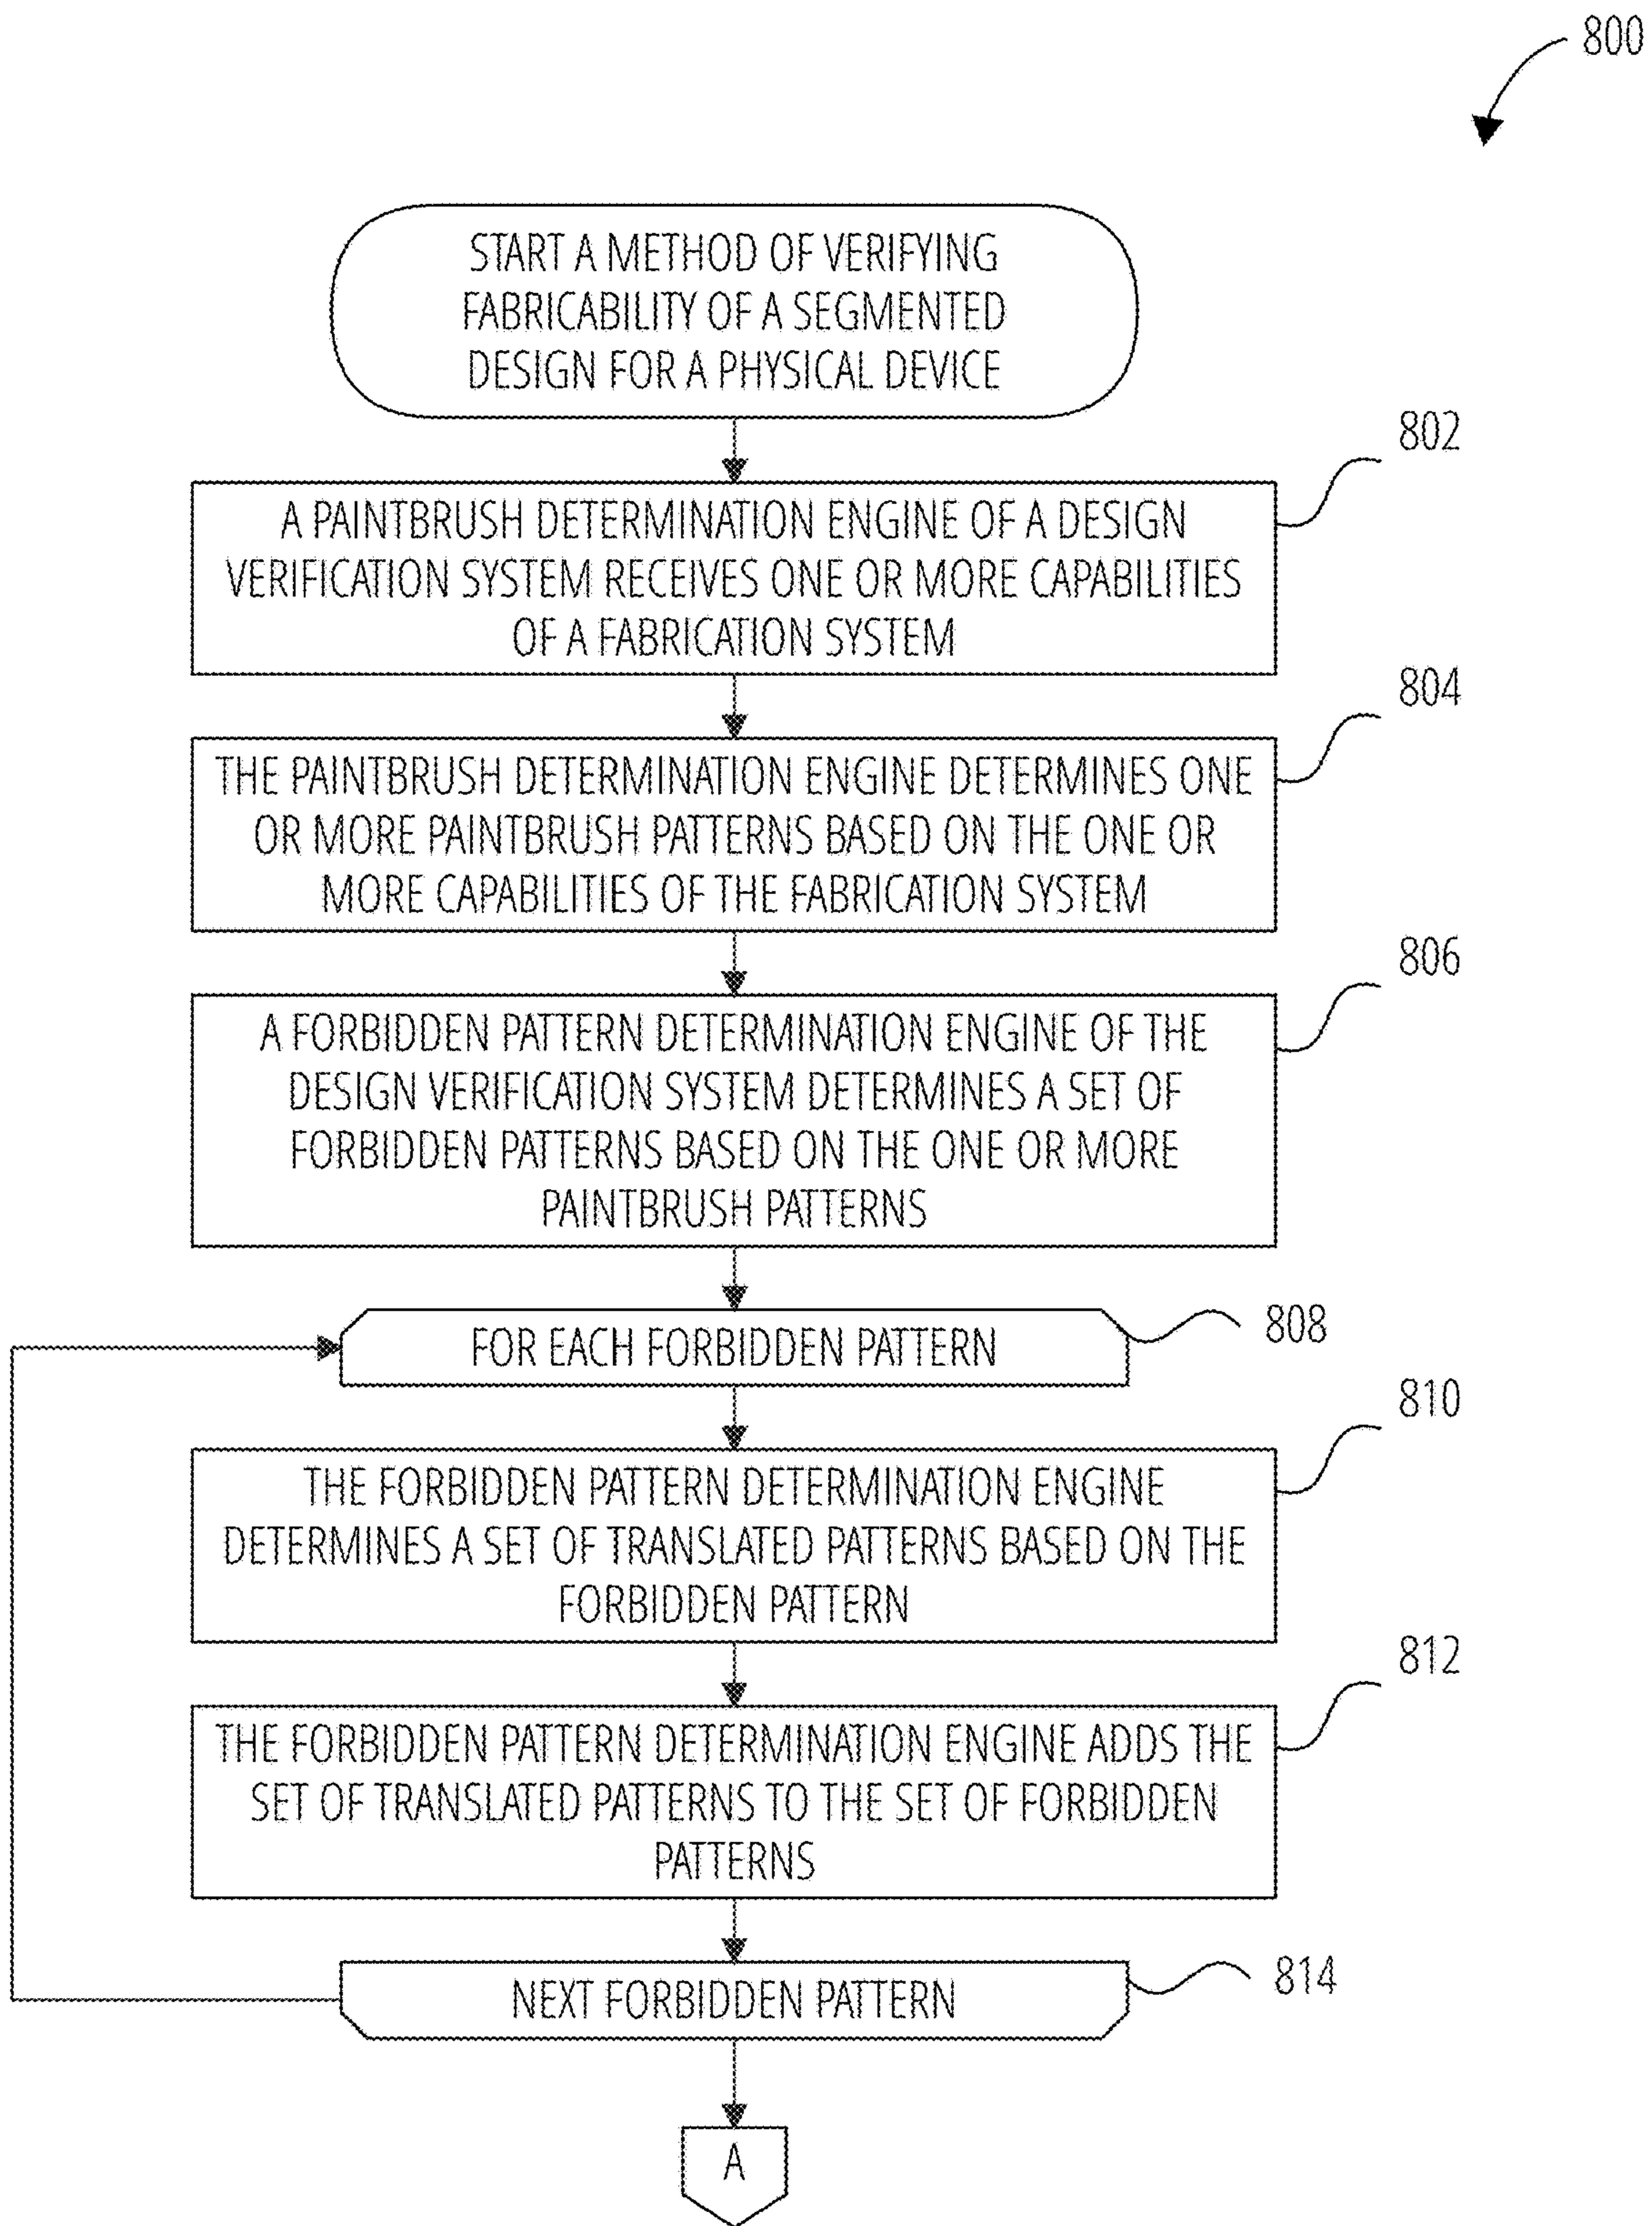 800
START A METHOD OF VERIFYING
FABRICABILITY OF A SEGMENTED
DESIGN FOR A PHYSICAL DEVICE
802
A PAINTBRUSH DETERMINATION ENGINE OF A DESIGN
VERIFICATION SYSTEM RECEIVES ONE OR MORE CAPABILITIES
OF A FABRICATION SYSTEM
804
THE PAINTBRUSH DETERMINATION ENGINE DETERMINES ONE
OR MORE PAINTBRUSH PATTERNS BASED ON THE ONE OR
MORE CAPABILITIES OF THE FABRICATION SYSTEM
806
A FORBIDDEN PATTERN DETERMINATION ENGINE OF THE
DESIGN VERIFICATION SYSTEM DETERMINES A SET OF
FORBIDDEN PATTERNS BASED ON THE ONE OR MORE
PAINTBRUSH PATTERNS
FOR EACH FORBIDDEN PATTERN
808
810
THE FORBIDDEN PATTERN DETERMINATION ENGINE
DETERMINES A SET OF TRANSLATED PATTERNS BASED ON THE
FORBIDDEN PATTERN
812
THE FORBIDDEN PATTERN DETERMINATION ENGINE ADDS THE
SET OF TRANSLATED PATTERNS TO THE SET OF FORBIDDEN
PATTERNS
NEXT FORBIDDEN PATTERN
814
A